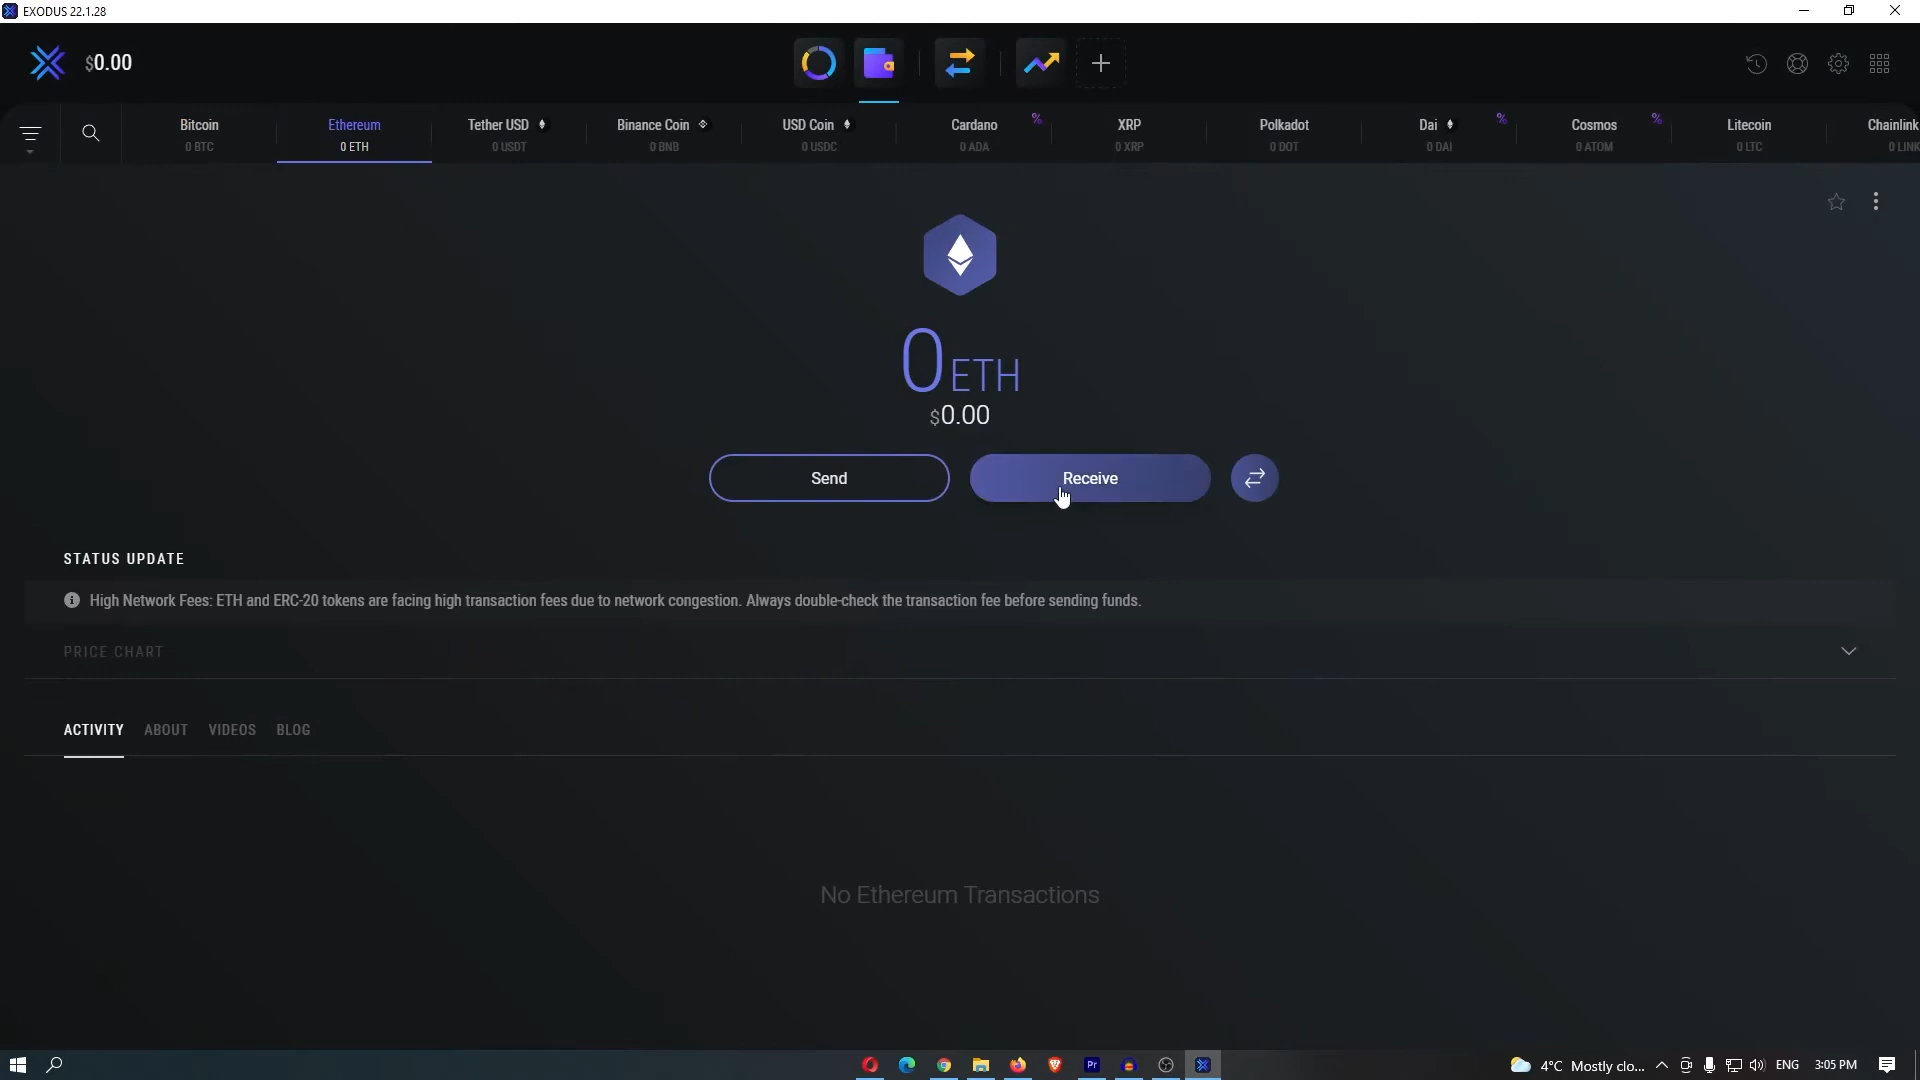 EXODUS 22.1.28
$0.00
Bitcoin
0 BTC
Ethereum
0 ETH
Tether USD
0 USDT
Binance Coin
0 BNB
USD Coin
0 USDC
Cardano
0 ADA
%
XRP
0 XRP
Polkadot
0 DOT
Dai
0 DAI
%
Cosmos
0 ATOM
%
Litecoin
0 LTC
Chainlink
0 LINK
0 ETH
$0.00
Send
Receive
STATUS UPDATE
High Network Fees: ETH and ERC-20 tokens are facing high transaction fees due to network congestion. Always double-check the transaction fee before sending funds.
PRICE CHART
ACTIVITY ABOUT VIDEOS BLOG
No Ethereum Transactions
Pr
4°C Mostly clo... ENG 3:05 PM